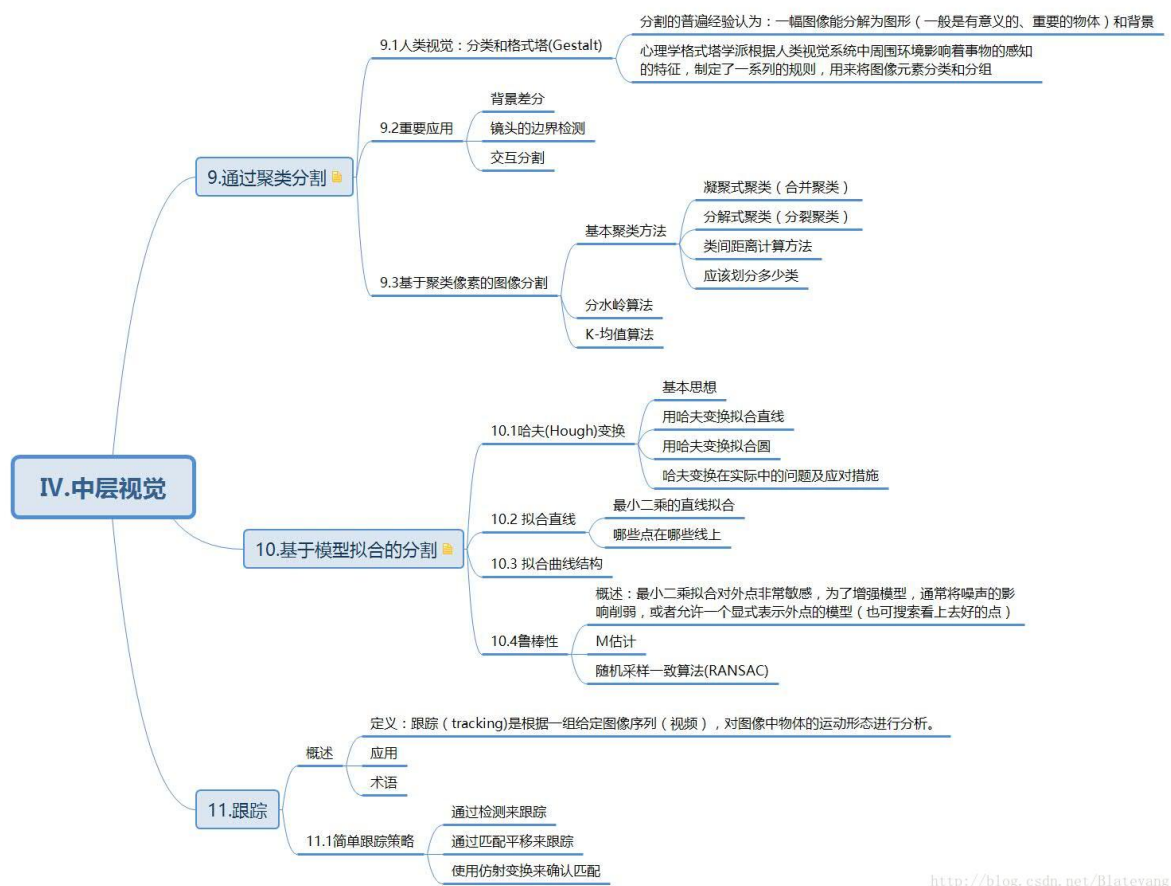 IV.中层视觉
9.通过聚类分割
9.1人类视觉：分类和格式塔(Gestalt)
分割的普遍经验认为：一幅图像能分解为图形（一般是有意义的、重要的物体）和背景
心理学格式塔学派根据人类视觉系统中周围环境影响着事物的感知
的特征，制定了一系列的规则，用来将图像元素分类和分组
9.2重要应用
背景差分
镜头的边界检测
交互分割
9.3基于聚类像素的图像分割
基本聚类方法
凝聚式聚类（合并聚类）
分解式聚类（分裂聚类）
类间距离计算方法
应该划分多少类
分水岭算法
K-均值算法
10.基于模型拟合的分割
10.1哈夫(Hough)变换
基本思想
用哈夫变换拟合直线
用哈夫变换拟合圆
哈夫变换在实际中的问题及应对措施
10.2 拟合直线
最小二乘的直线拟合
哪些点在哪些线上
10.3 拟合曲线结构
10.4鲁棒性
概述：最小二乘拟合对外点非常敏感，为了增强模型，通常将噪声的影
响削弱，或者允许一个显式表示外点的模型（也可搜索看上去好的点）
M估计
随机采样一致算法(RANSAC)
11.跟踪
概述
定义：跟踪（tracking)是根据一组给定图像序列（视频），对图像中物体的运动形态进行分析。
应用
术语
11.1简单跟踪策略
通过检测来跟踪
通过匹配平移来跟踪
使用仿射变换来确认匹配
http://blog.csdn.net/Blateyang